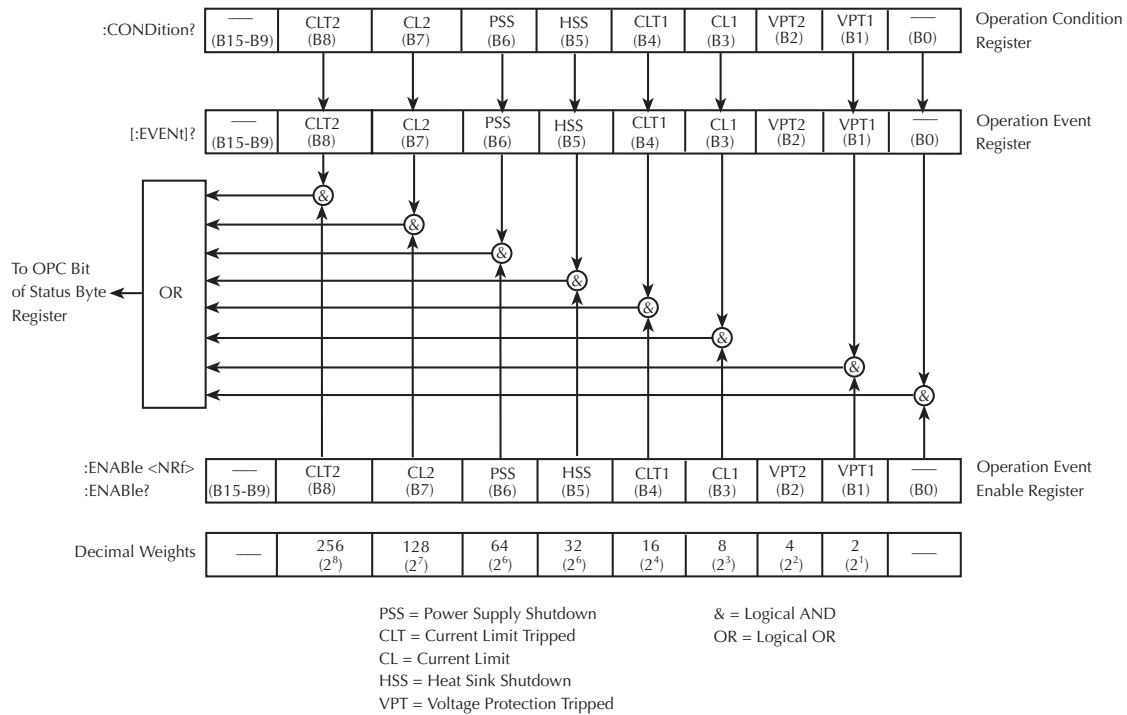 :CONDition?
—
(B15-B9)
CLT2
(B8)
CL2
(B7)
PSS
(B6)
HSS
(B5)
CLT1
(B4)
CL1
(B3)
VPT2
(B2)
VPT1
(B1)
—
(B0)
Operation Condition
Register
[:EVENt]?
—
(B15-B9)
CLT2
(B8)
CL2
(B7)
PSS
(B6)
HSS
(B5)
CLT1
(B4)
CL1
(B3)
VPT2
(B2)
VPT1
(B1)
—
(B0)
Operation Event
Register
&
&
&
&
&
&
&
&
To OPC Bit
of Status Byte
Register
OR
:ENABle <NRf>
:ENABle?
—
(B15-B9)
CLT2
(B8)
CL2
(B7)
PSS
(B6)
HSS
(B5)
CLT1
(B4)
CL1
(B3)
VPT2
(B2)
VPT1
(B1)
—
(B0)
Operation Event
Enable Register
Decimal Weights
—
256
(2⁸)
128
(2⁷)
64
(2⁶)
32
(2⁶)
16
(2⁴)
8
(2³)
4
(2²)
2
(2¹)
—
PSS = Power Supply Shutdown
CLT = Current Limit Tripped
CL = Current Limit
HSS = Heat Sink Shutdown
VPT = Voltage Protection Tripped
& = Logical AND
OR = Logical OR